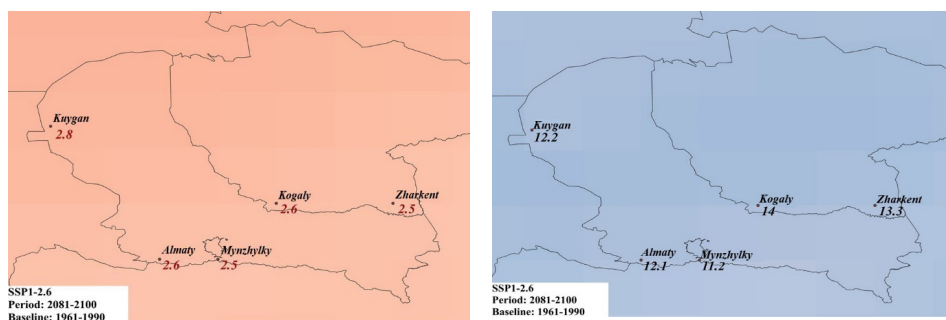 Kuygan
2.8
Kogaly
2.6
Zharkent
2.5
Almaty
2.6
Mynzhylky
2.5
SSP1-2.6
Period: 2081-2100
Baseline: 1961-1990
Kuygan
12.2
Kogaly
14
Zharkent
13.3
Almaty
12.1
Mynzhylky
11.2
SSP1-2.6
Period: 2081-2100
Baseline: 1961-1990